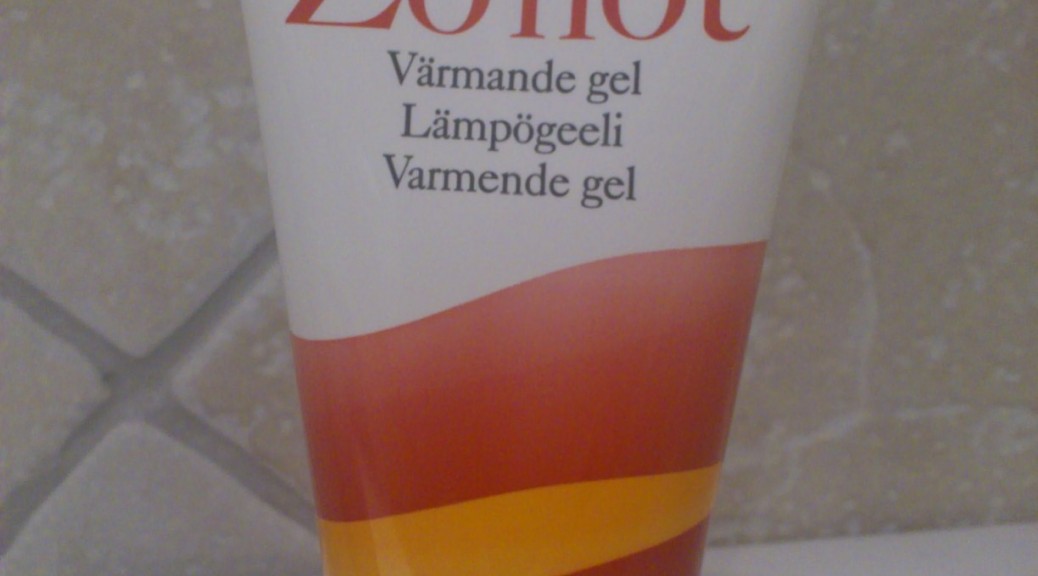 Värmande gel
Lämpögeeli
Varmende gel